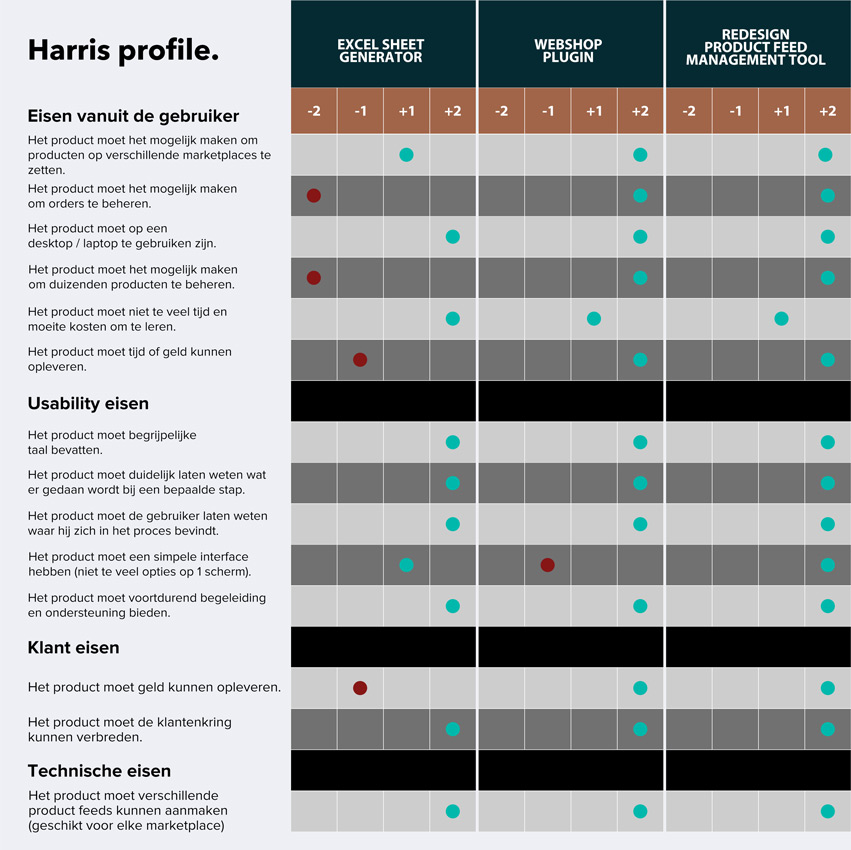 Harris profile.
EXCEL SHEET
GENERATOR
WEBSHOP
PLUGIN
REDESIGN
PRODUCT FEED
MANAGEMENT TOOL
-2 -1 +1 +2 -2 -1 +1 +2 -2 -1 +1 +2
Eisen vanuit de gebruiker
Het product moet het mogelijk maken om
producten op verschillende marketplaces te
zetten.
Het product moet het mogelijk maken
om orders te beheren.
Het product moet op een
desktop / laptop te gebruiken zijn.
Het product moet het mogelijk maken
om duizenden producten te beheren.
Het product moet niet te veel tijd en
moeite kosten om te leren.
Het product moet tijd of geld kunnen
opleveren.
Usability eisen
Het product moet begrijpelijke
taal bevatten.
Het product moet duidelijk laten weten wat
er gedaan wordt bij een bepaalde stap.
Het product moet de gebruiker laten weten
waar hij zich in het proces bevindt.
Het product moet een simpele interface
hebben (niet te veel opties op 1 scherm).
Het product moet voortdurend begeleiding
en ondersteuning bieden.
Klant eisen
Het product moet geld kunnen opleveren.
Het product moet de klantenkring
kunnen verbreden.
Technische eisen
Het product moet verschillende
product feeds kunnen aanmaken
(geschikt voor elke marketplace)